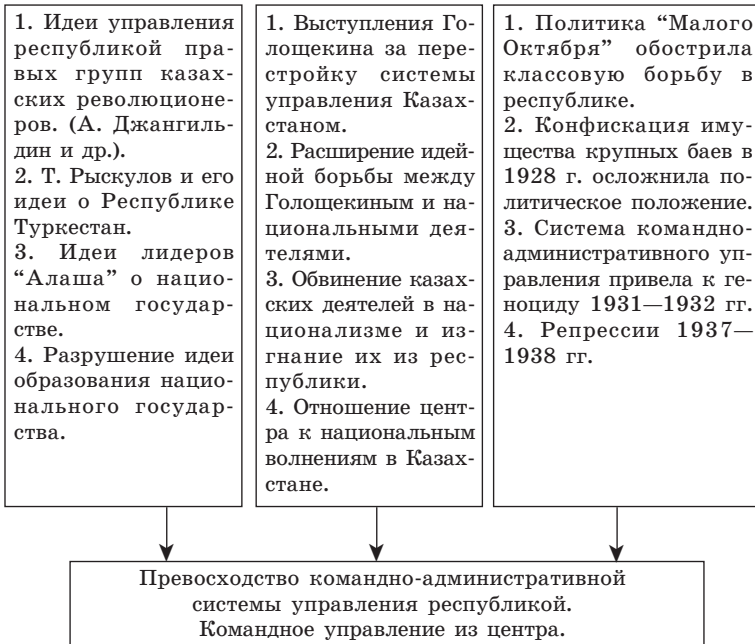 1. Идеи управления
республикой пра-
вых групп казах-
ских революционе-
ров. (А. Джангиль-
дин и др.).
2. Т. Рыскулов и его
идеи о Республике
Туркестан.
3. Идеи лидеров
“Алаша” о нацио-
нальном государ-
стве.
4. Разрушение идеи
образования нацио-
нального государ-
ства.
1. Выступления Го-
лощекина за пере-
стройку системы
управления Казах-
станом.
2. Расширение идей-
ной борьбы между
Голощекиным и на-
циональными дея-
телями.
3. Обвинение казах-
ских деятелей в на-
ционализме и из-
гнание их из рес-
публики.
4. Отношение цент-
ра к национальным
волнениям в Казах-
стане.
1. Политика “Малого
Октября” обострила
классовую борьбу в
республике.
2. Конфискация иму-
щества крупных баев в
1928 г. осложнила по-
литическое положение.
3. Система командно-
административного уп-
равления привела к ге-
ноциду 1931—1932 гг.
4. Репрессии 1937—
1938 гг.
Превосходство командно-административной
системы управления республикой.
Командное управление из центра.